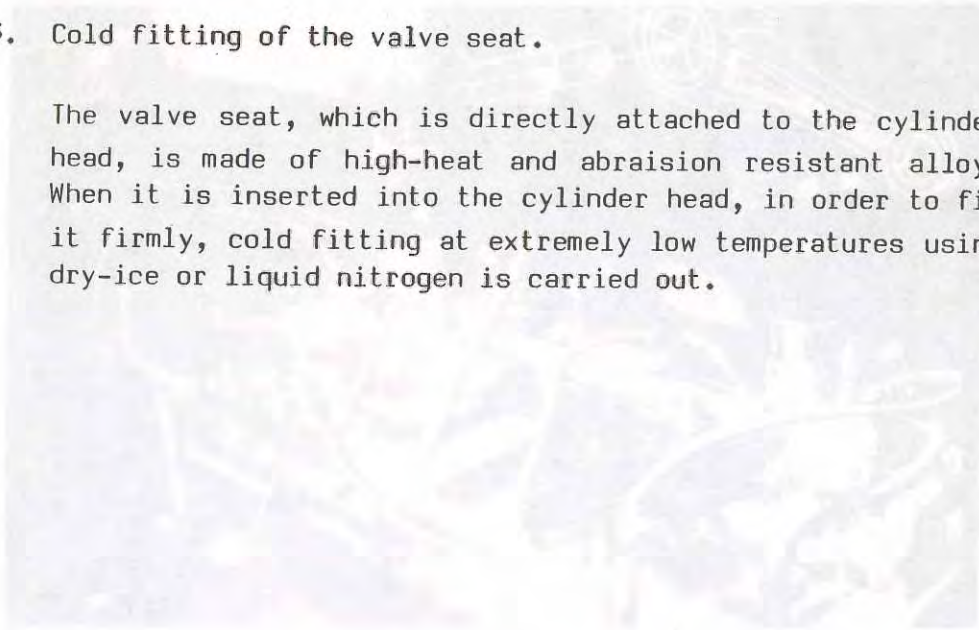 . Cold fitting of the valve seat.
The valve seat, which is directly attached to the cylinde
head, is made of high-heat and abraision resistant alloy
When it is inserted into the cylinder head, in order to fi
it firmly, cold fitting at extremely low temperatures usin
dry-ice or liquid nitrogen is carried out.